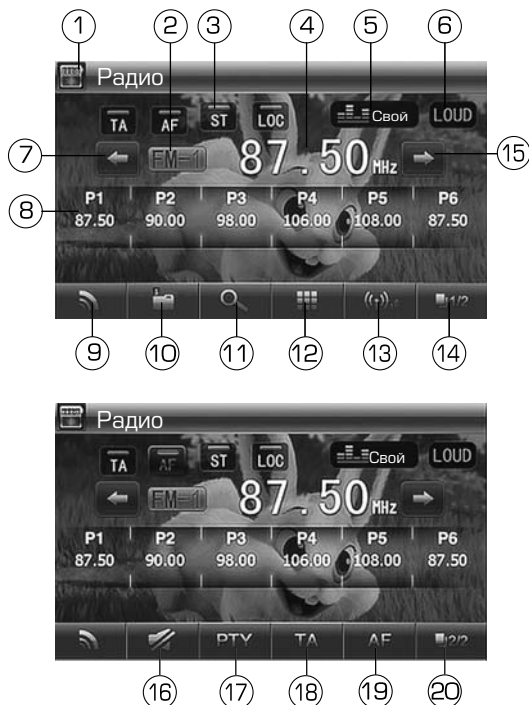 1 2 3 4 5 6
Радио
TA AF ST LOC Свой LOUD
7 FM-1 87.50 MHz 15
8 P1 P2 P3 P4 P5 P6
87.50 90.00 98.00 106.00 108.00 87.50
1/2
9 10 11 12 13 14
Радио
TA AF ST LOC Свой LOUD
FM-1 87.50 MHz
P1 P2 P3 P4 P5 P6
87.50 90.00 98.00 106.00 108.00 87.50
PTY TA AF 2/2
16 17 18 19 20